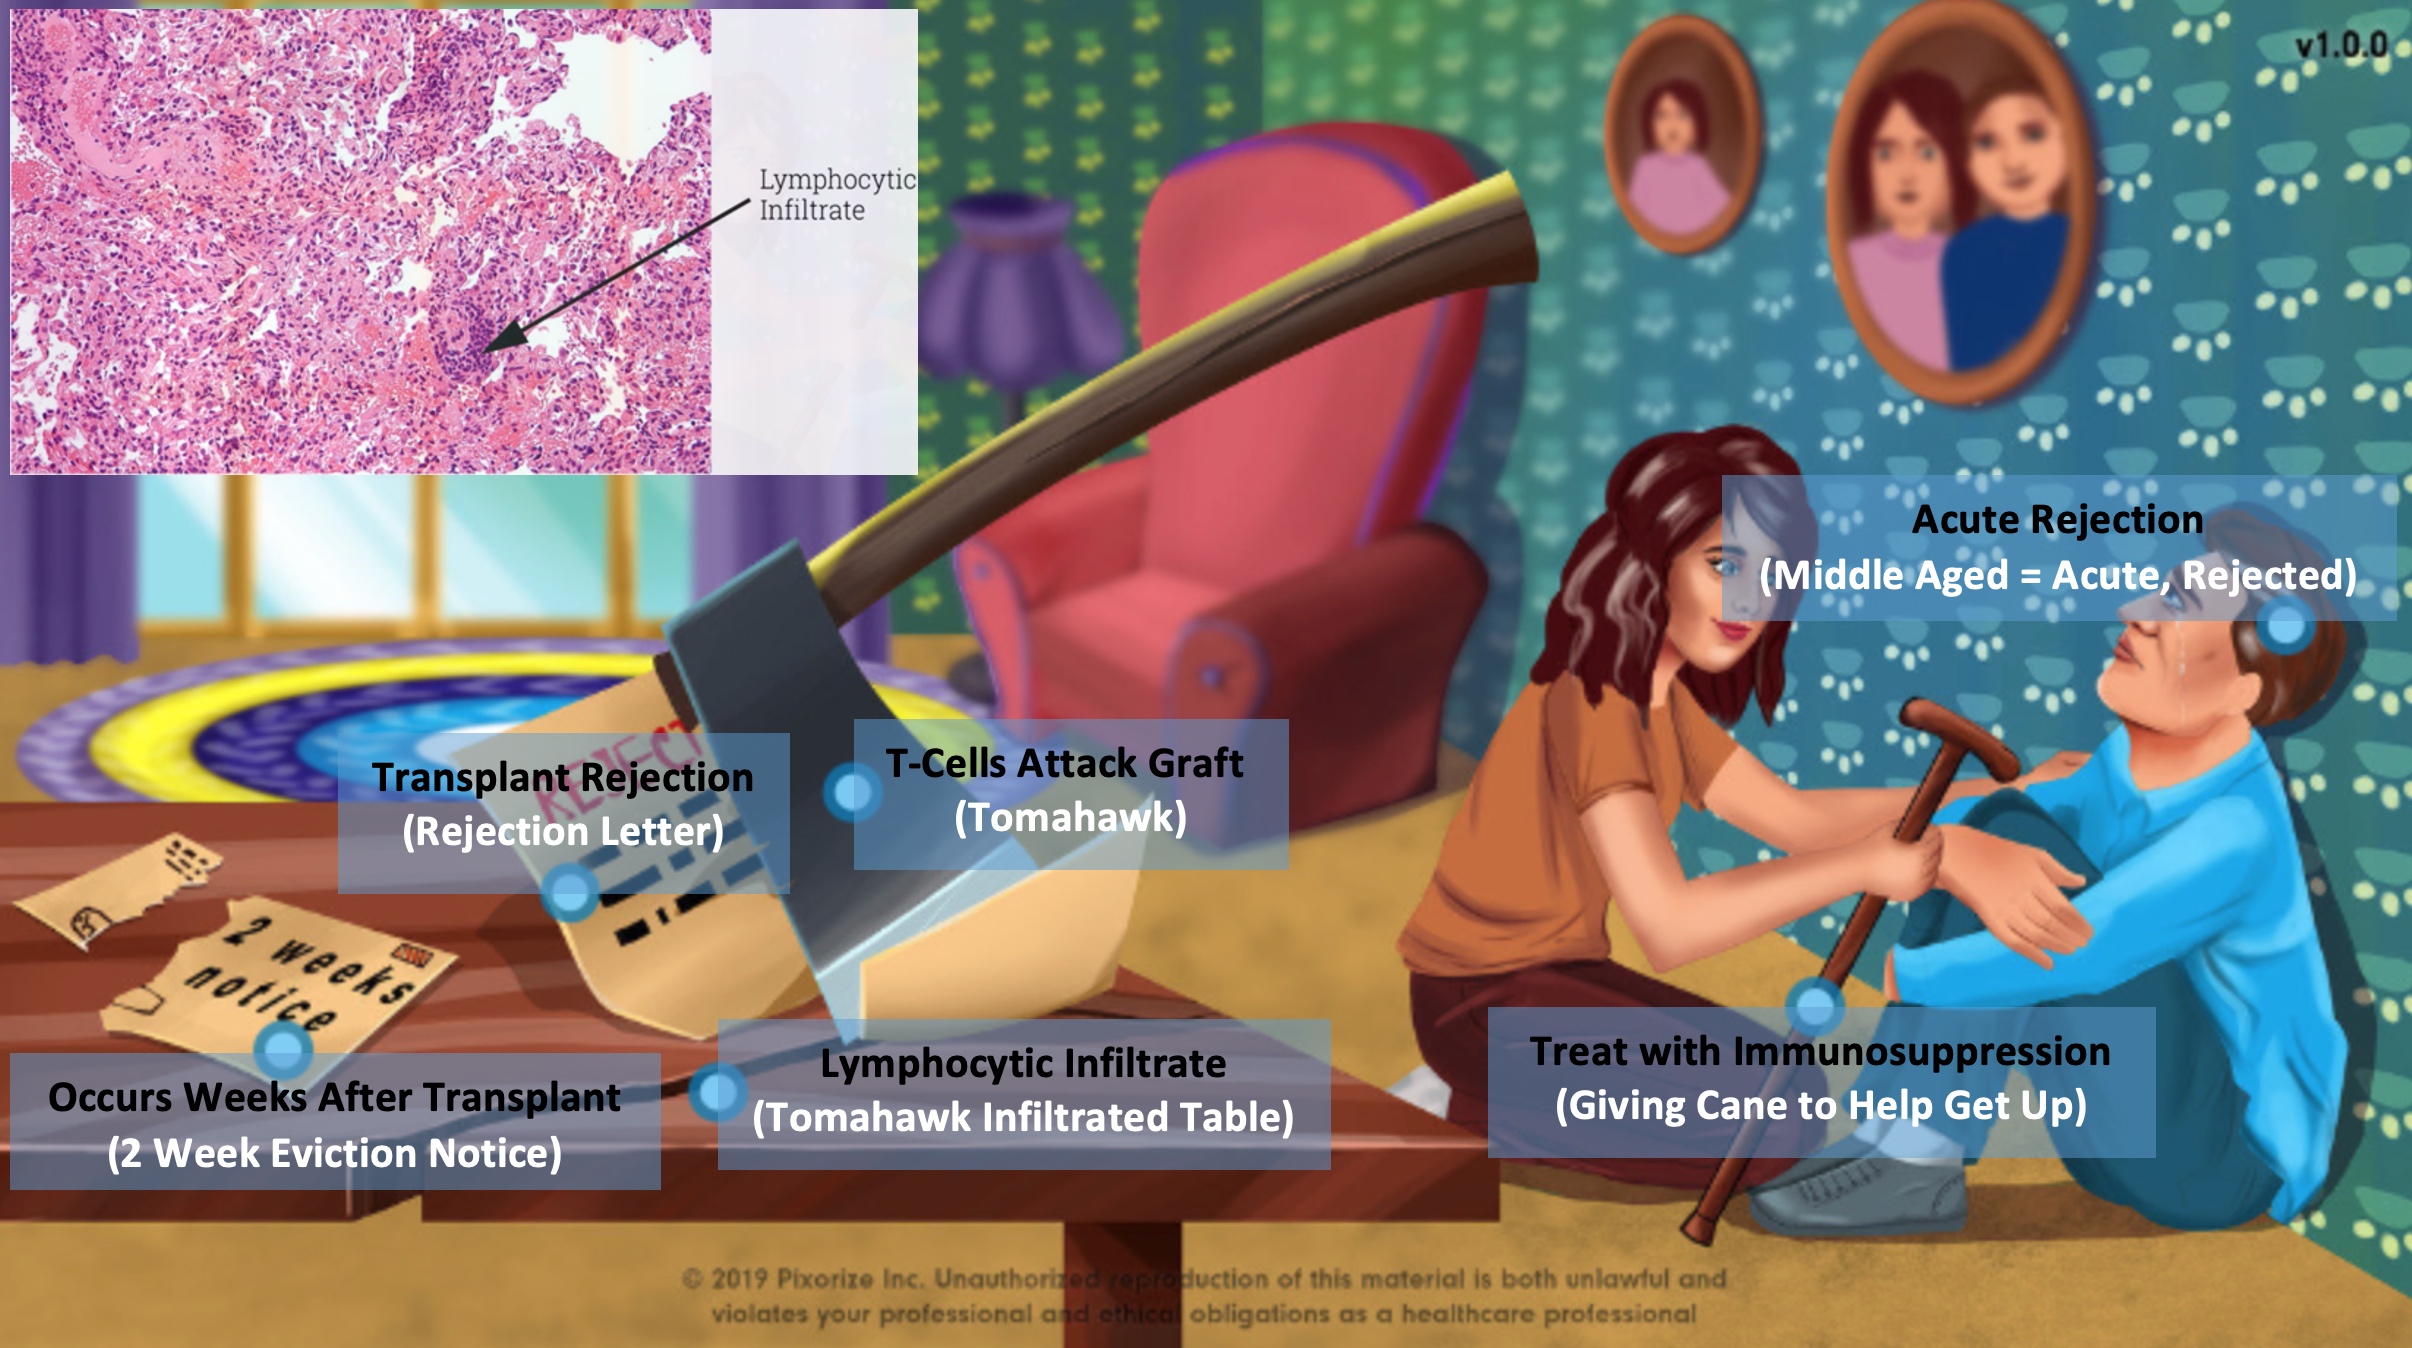 v1.0.0
Lymphocytic
Infiltrate
Acute Rejection
(Middle Aged = Acute, Rejected)
REJECT
Transplant Rejection
(Rejection Letter)
T-Cells Attack Graft
(Tomahawk)
2 weeks
notice
Occurs Weeks After Transplant
(2 Week Eviction Notice)
Lymphocytic Infiltrate
(Tomahawk Infiltrated Table)
Treat with Immunosuppression
(Giving Cane to Help Get Up)
© 2019 Pixorize Inc. Unauthorized reproduction of this material is both unlawful and
violates your professional and ethical obligations as a healthcare professional